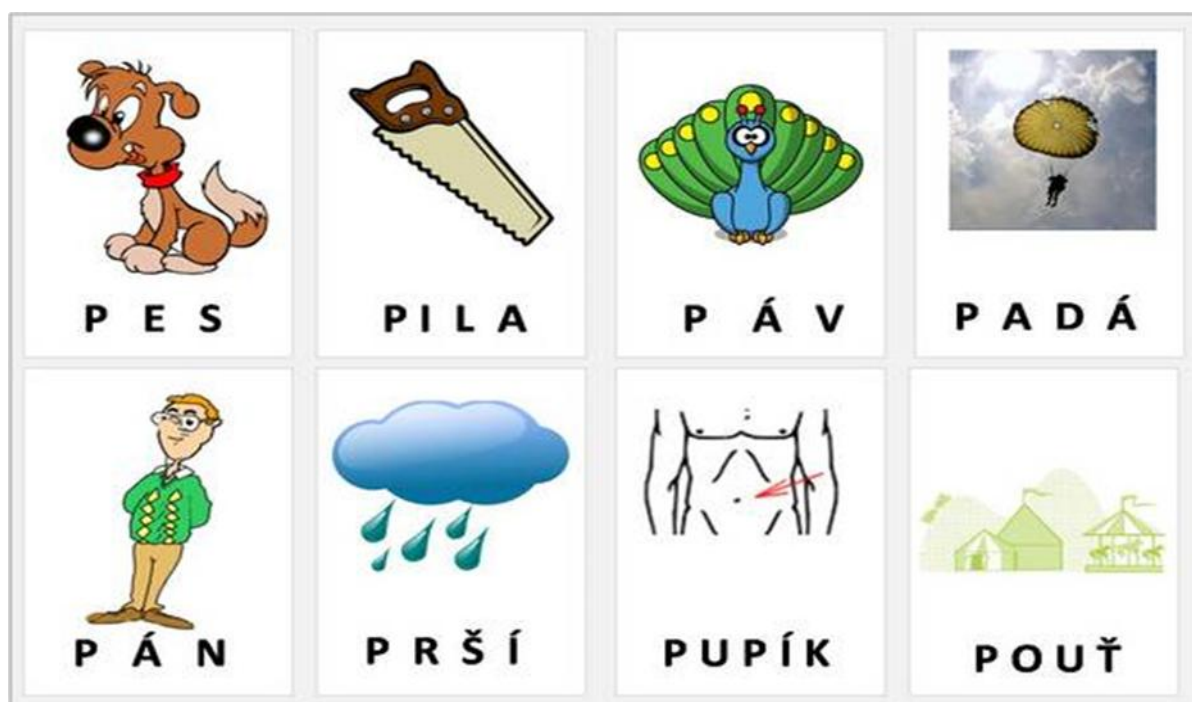 P E S
P I L A
P Á V
P A D Á
P Á N
P R Š Í
P U P Í K
P O U Ť